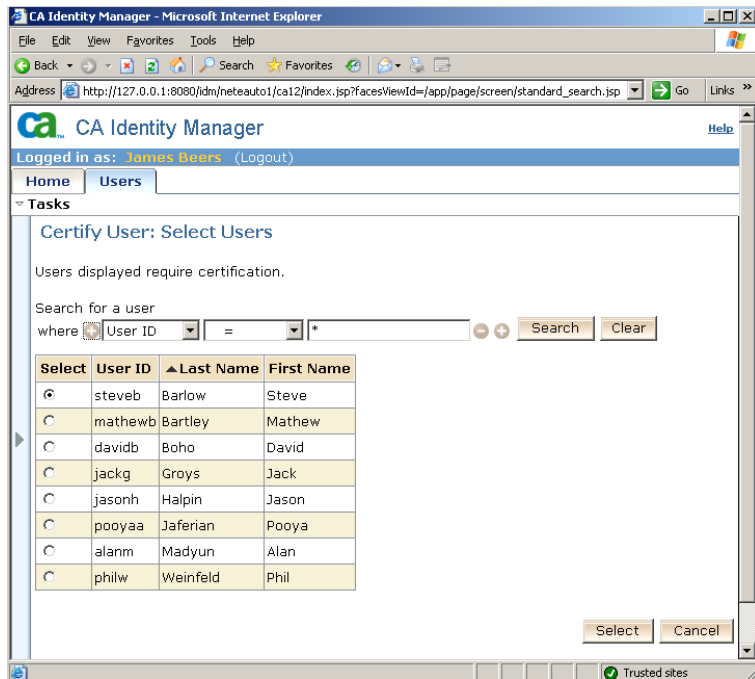 CA Identity Manager - Microsoft Internet Explorer
File Edit View Favorites Tools Help
Back Search Favorites
Address http://127.0.0.1:8080/idm/neteauto1/ca12/index.jsp?facesViewId=/app/page/screen/standard_search.jsp Go Links »
ca™ CA Identity Manager Help
Logged in as: James Beers (Logout)
Home Users
Tasks
Certify User: Select Users
Users displayed require certification.
Search for a user
where User ID = * Search Clear
Select User ID Last Name First Name
steveb Barlow Steve
mathewb Bartley Mathew
davidb Boho David
jackg Groys Jack
jasonh Halpin Jason
pooyaa Jaferian Pooya
alanm Madyun Alan
philw Weinfeld Phil
Select Cancel
Trusted sites